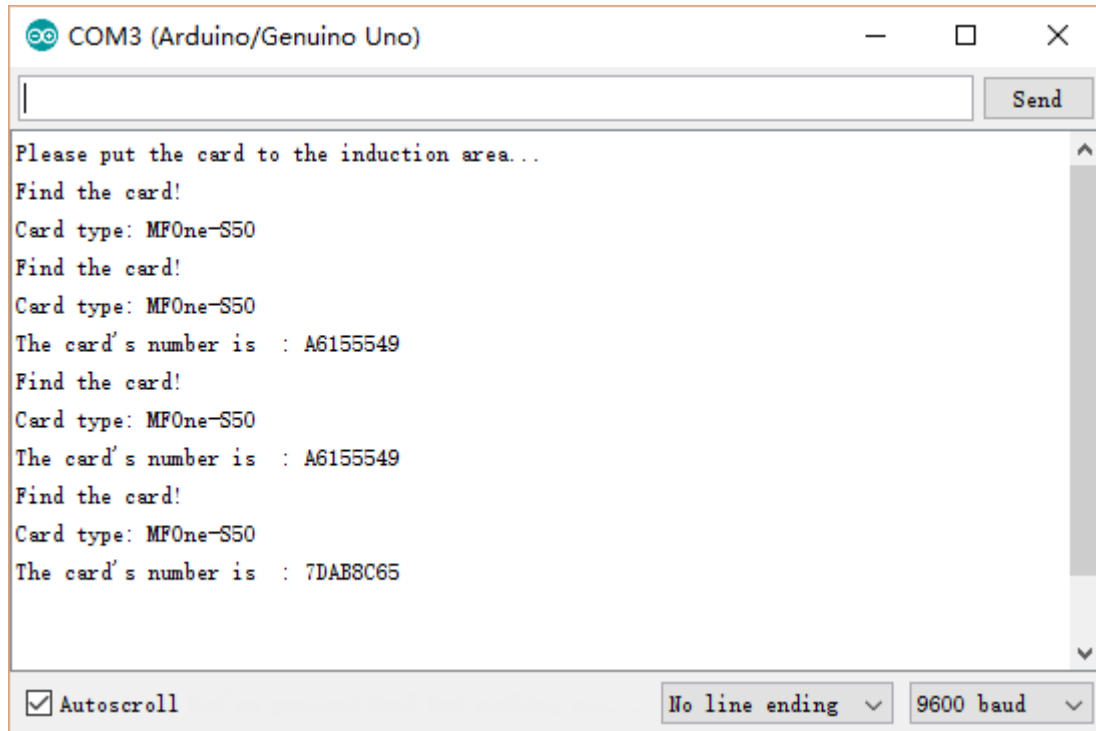 COM3 (Arduino/Genuino Uno)
Send
Please put the card to the induction area...
Find the card!
Card type: MFOne-S50
Find the card!
Card type: MFOne-S50
The card's number is  : A6155549
Find the card!
Card type: MFOne-S50
The card's number is  : A6155549
Find the card!
Card type: MFOne-S50
The card's number is  : 7DAB8C65
Autoscroll
No line ending
9600 baud